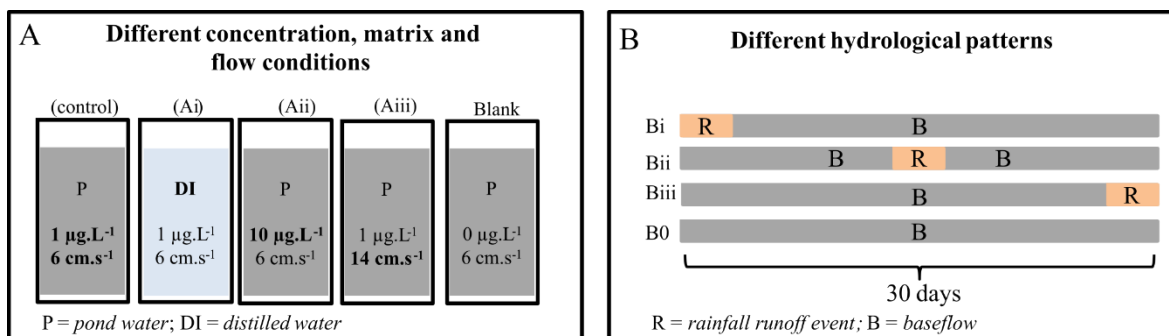 A
Different concentration, matrix and
flow conditions
(control) (Ai) (Aii) (Aiii) Blank
P DI P P P
1 µg.L⁻¹ 1 µg.L⁻¹ 10 µg.L⁻¹ 1 µg.L⁻¹ 0 µg.L⁻¹
6 cm.s⁻¹ 6 cm.s⁻¹ 6 cm.s⁻¹ 14 cm.s⁻¹ 6 cm.s⁻¹
P = pond water; DI = distilled water
B
Different hydrological patterns
Bi R B
Bii B R B
Biii B R
B0 B
30 days
R = rainfall runoff event; B = baseflow